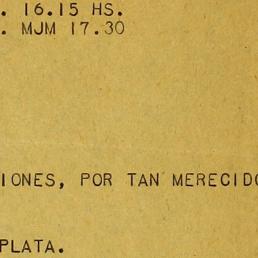 . 16.15 HS.
. MJM 17.30
IONES, POR TAN MERECIDO
PLATA.